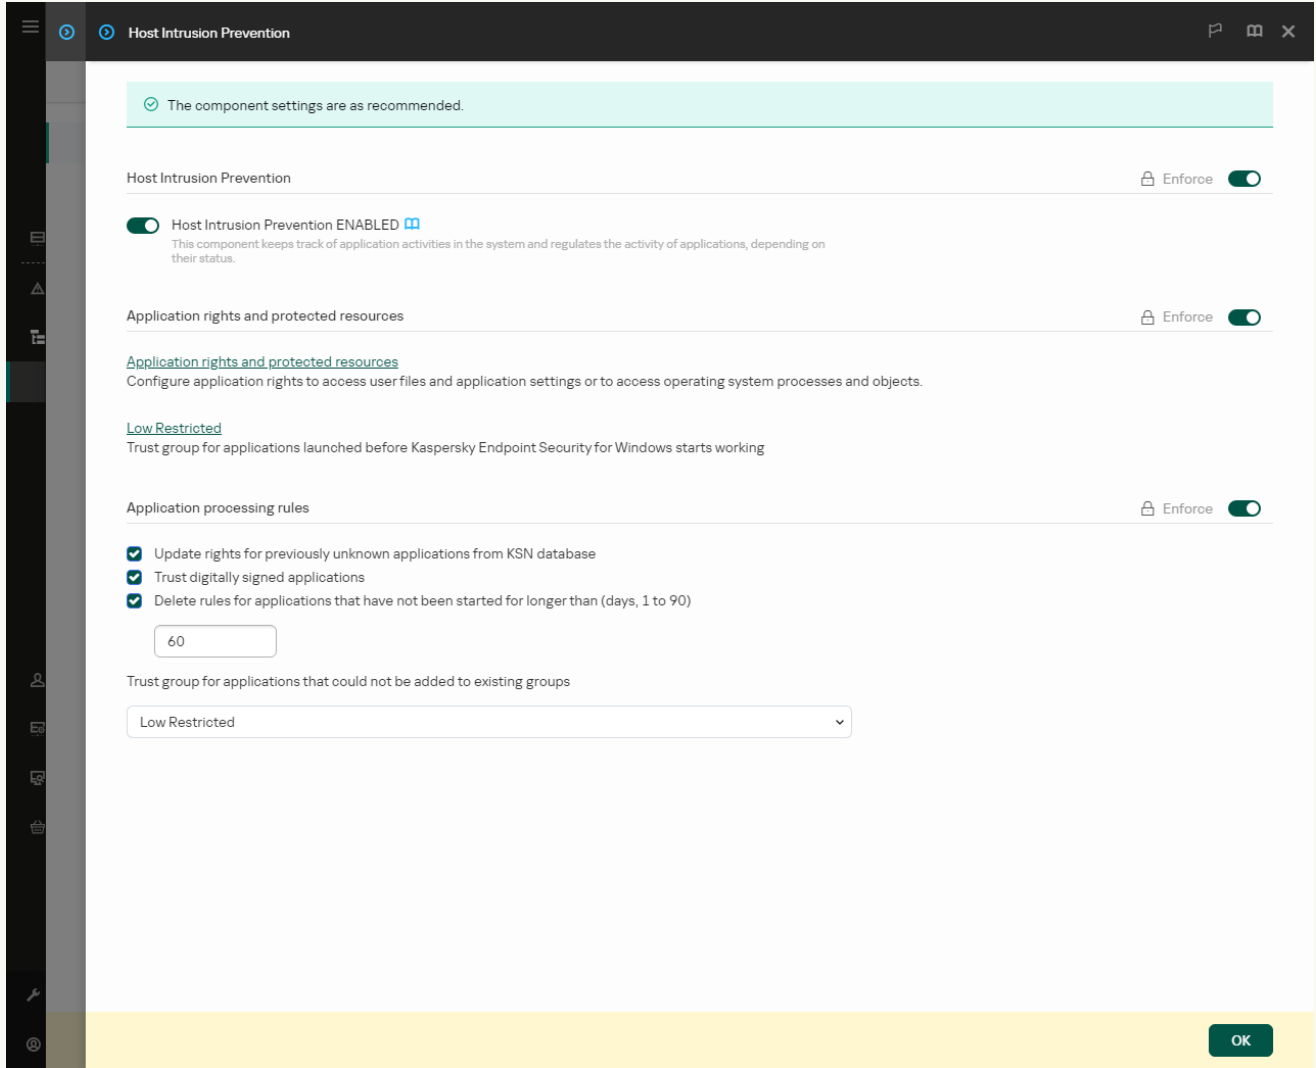 Host Intrusion Prevention
The component settings are as recommended.
Host Intrusion Prevention
Enforce
Host Intrusion Prevention ENABLED
This component keeps track of application activities in the system and regulates the activity of applications, depending on
their status.
Application rights and protected resources
Enforce
Application rights and protected resources
Configure application rights to access user files and application settings or to access operating system processes and objects.
Low Restricted
Trust group for applications launched before Kaspersky Endpoint Security for Windows starts working
Application processing rules
Enforce
Update rights for previously unknown applications from KSN database
Trust digitally signed applications
Delete rules for applications that have not been started for longer than (days, 1 to 90)
60
Trust group for applications that could not be added to existing groups
Low Restricted
OK